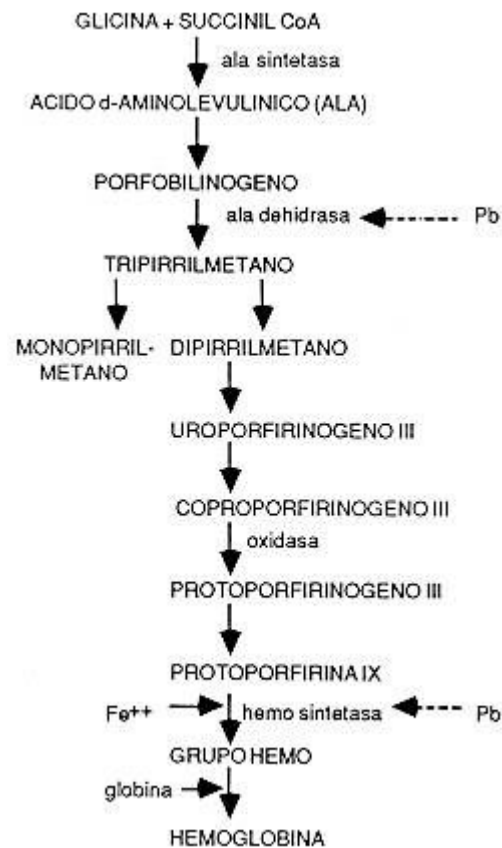 GLICINA + SUCCINIL CoA
ala sintetasa
ACIDO d-AMINOLEVULINICO (ALA)
PORFOBILINOGENO
ala dehidrasa Pb
TRIPIRRILMETANO
MONOPIRRIL- DIPIRRILMETANO
METANO
UROPORFIRINOGENO III
COPROPORFIRINOGENO III
oxidasa
PROTOPORFIRINOGENO III
PROTOPORFIRINA IX
Fe++ hemo sintetasa Pb
GRUPO HEMO
globina
HEMOGLOBINA